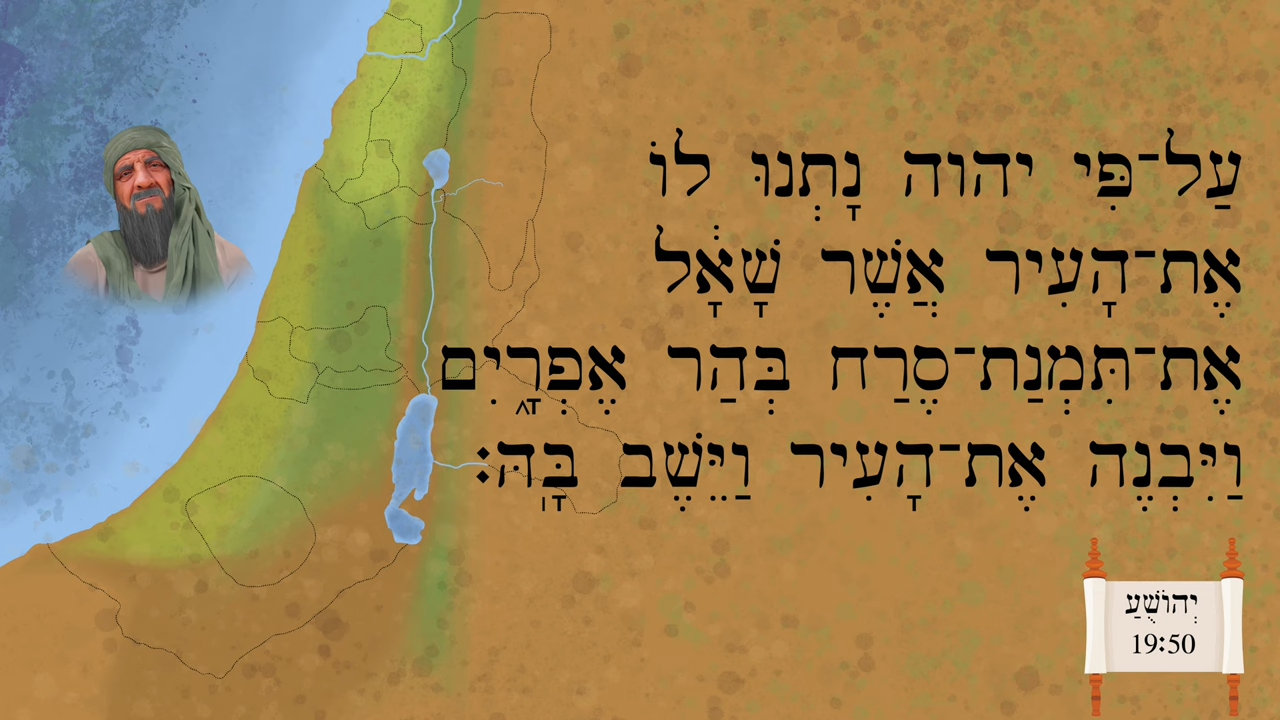 עַל־פִּי יהוה נָתְנוּ לוֹ
אֶת־הָעִיר אֲשֶׁר שָׁאָ֔ל
אֶת־תִּמְנַת־סֶרַח בְּהַר אֶפְרָ֑יִם
וַיִּבְנֶה אֶת־הָעִיר וַיֵּשֶׁב בָּֽהּ׃
יְהוֹשֻׁעַ
19:50